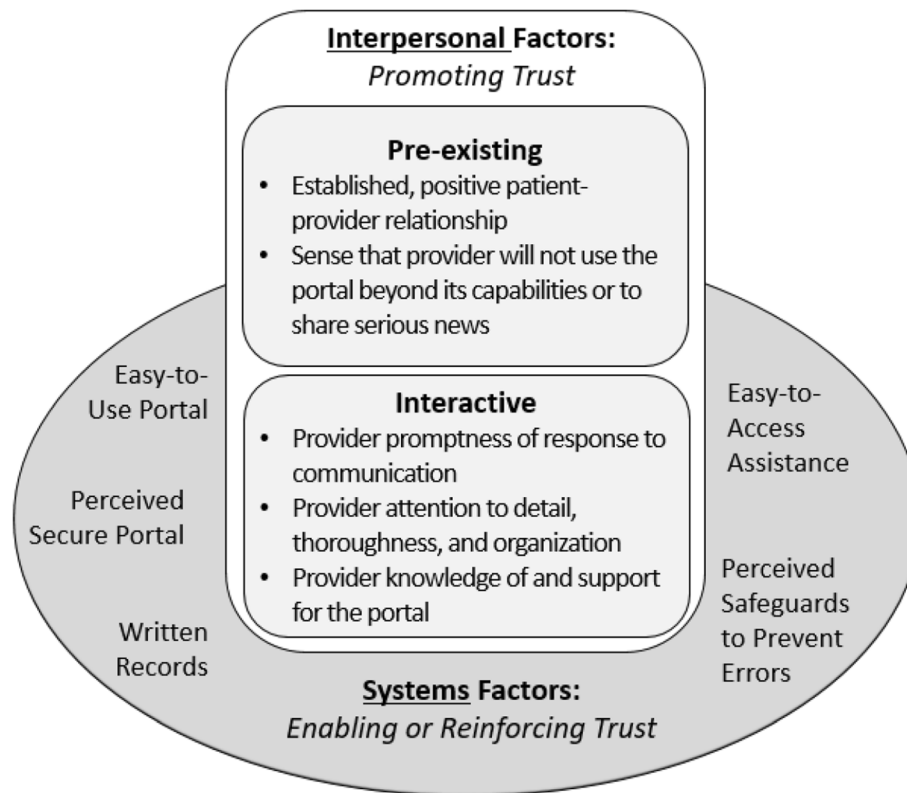 Interpersonal Factors:
Promoting Trust
Pre-existing
• Established, positive patient-
provider relationship
• Sense that provider will not use the
portal beyond its capabilities or to
share serious news
Interactive
• Provider promptness of response to
communication
• Provider attention to detail,
thoroughness, and organization
• Provider knowledge of and support
for the portal
Easy-to-
Use Portal
Perceived
Secure Portal
Written
Records
Easy-to-
Access
Assistance
Perceived
Safeguards
to Prevent
Errors
Systems Factors:
Enabling or Reinforcing Trust